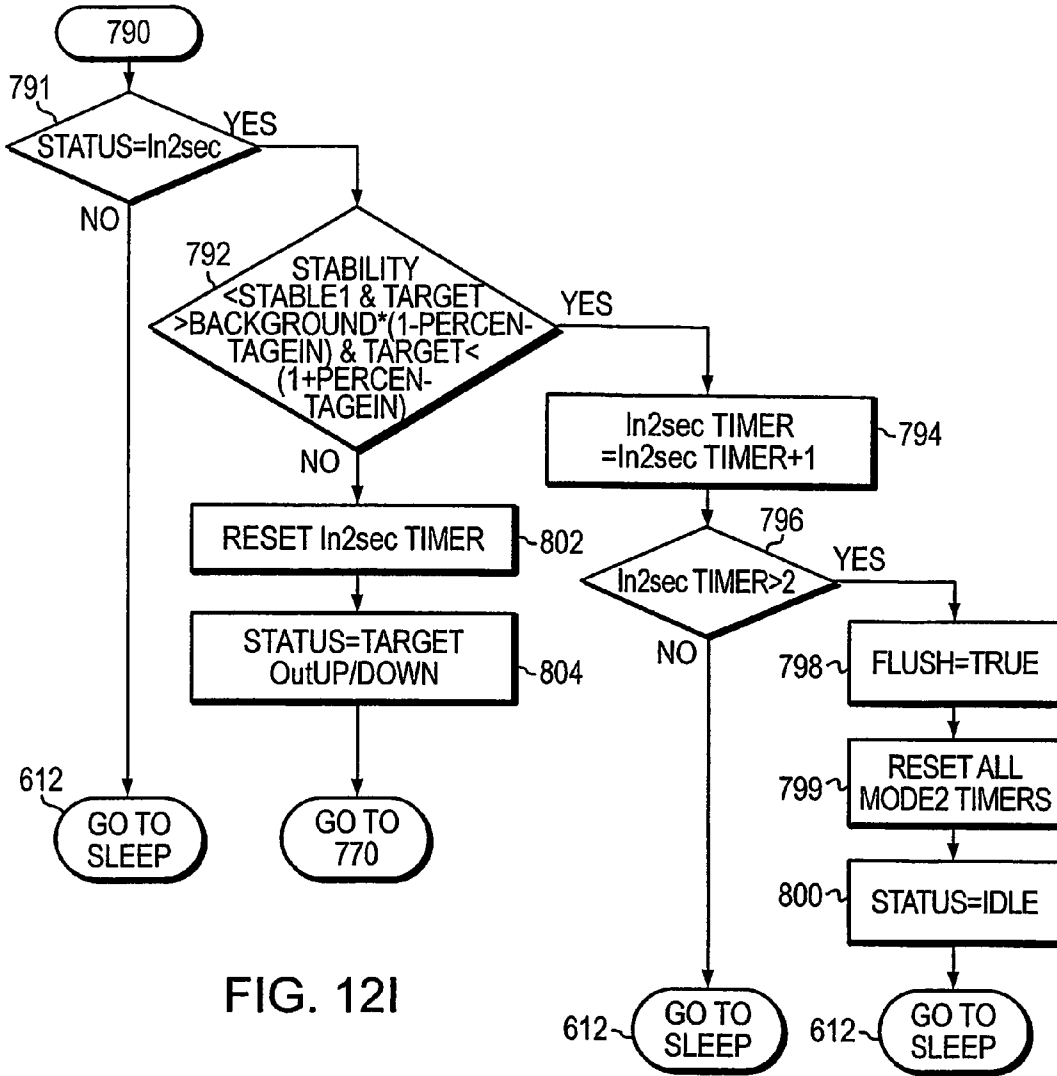 790
791
STATUS=In2sec
YES
NO
792
STABILITY
<STABLE1 & TARGET
>BACKGROUND*(1-PERCEN-
TAGEIN) & TARGET<
(1+PERCEN-
TAGEIN)
YES
NO
In2sec TIMER
=In2sec TIMER+1
794
RESET In2sec TIMER
802
796
In2sec TIMER>2
YES
NO
STATUS=TARGET
OutUP/DOWN
804
798
FLUSH=TRUE
799
RESET ALL
MODE2 TIMERS
612
GO TO
SLEEP
GO TO
770
800
STATUS=IDLE
612
GO TO
SLEEP
612
GO TO
SLEEP
FIG. 12I